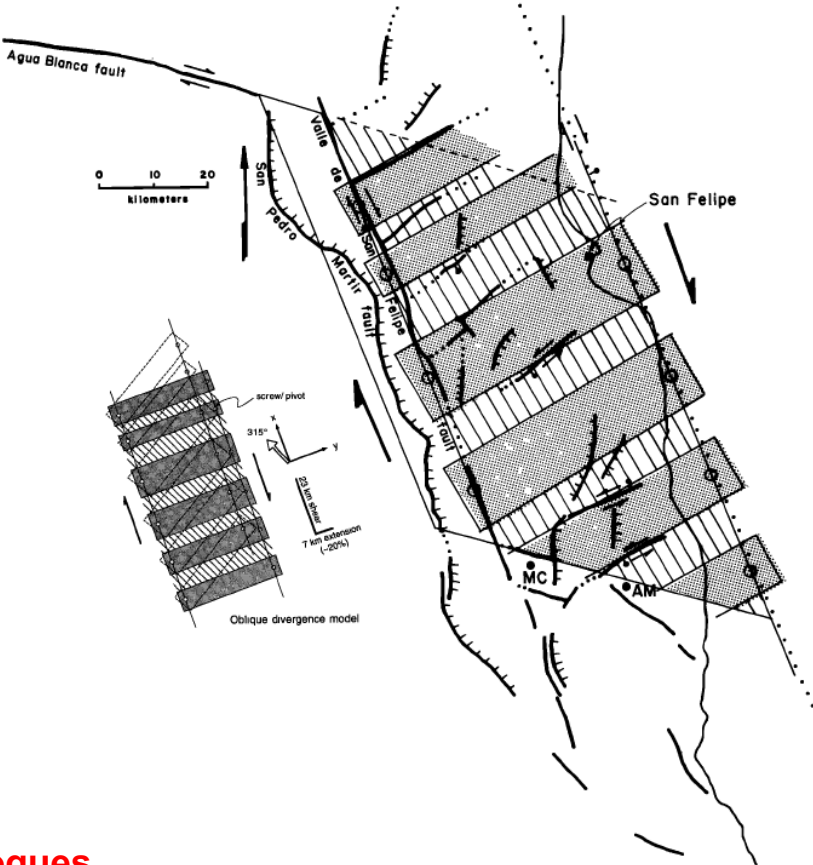 Agua Blanca fault
San
Pedro
Martir
fault
Valle
de
San
Felipe
fault
0 10 20
kilometers
San Felipe
screw/ pivot
x
y
315°
23 km shear
7 km extension
(~20%)
Oblique divergence model
MC
AM